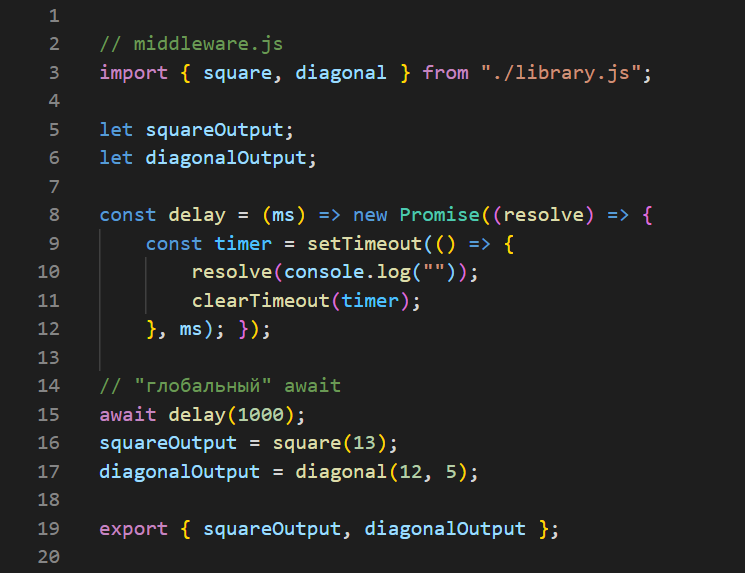 1
2 // middleware.js
3 import { square, diagonal } from "./library.js";
4
5 let squareOutput;
6 let diagonalOutput;
7
8 const delay = (ms) => new Promise((resolve) => {
9 const timer = setTimeout(() => {
10 resolve(console.log(""));
11 clearTimeout(timer);
12 }, ms); });
13
14 // "глобальный" await
15 await delay(1000);
16 squareOutput = square(13);
17 diagonalOutput = diagonal(12, 5);
18
19 export { squareOutput, diagonalOutput };
20